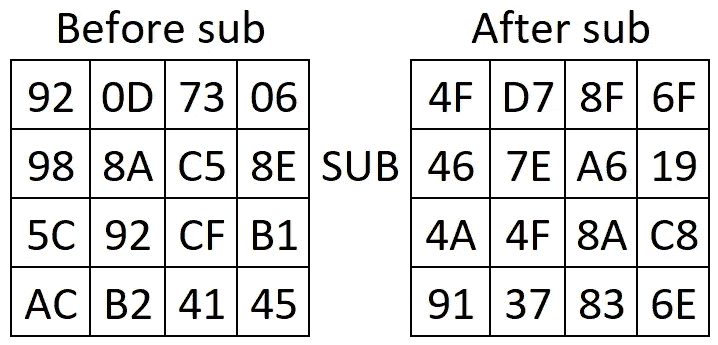 Before sub After sub
92 0D 73 06 4F D7 8F 6F
98 8A C5 8E SUB 46 7E A6 19
5C 92 CF B1 4A 4F 8A C8
AC B2 41 45 91 37 83 6E